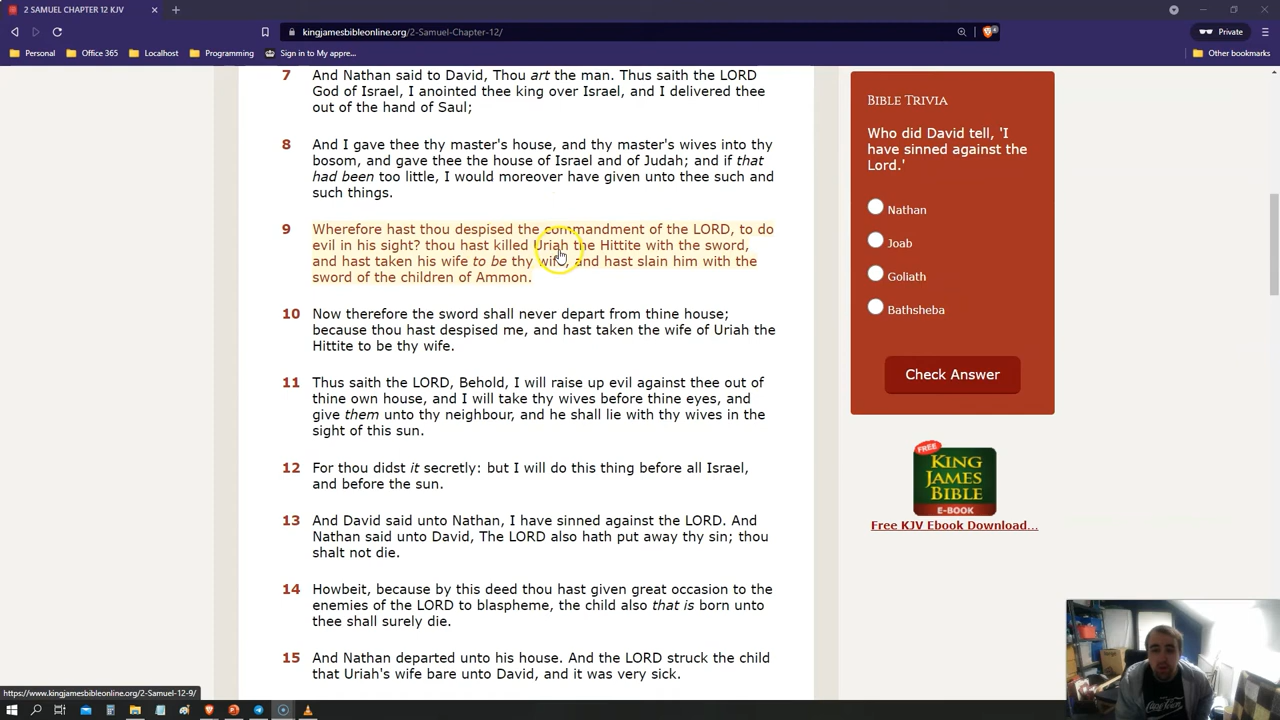 2 SAMUEL CHAPTER 12 KJV
kingjamesbibleonline.org/2-Samuel-Chapter-12/
Private
Personal
Office 365
Localhost
Programming
Sign in to My appre...
Other bookmarks
7 And Nathan said to David, Thou art the man. Thus saith the LORD
God of Israel, I anointed thee king over Israel, and I delivered thee
out of the hand of Saul;
8 And I gave thee thy master's house, and thy master's wives into thy
bosom, and gave thee the house of Israel and of Judah; and if that
had been too little, I would moreover have given unto thee such and
such things.
9 Wherefore hast thou despised the commandment of the LORD, to do
evil in his sight? thou hast killed Uriah the Hittite with the sword,
and hast taken his wife to be thy wife, and hast slain him with the
sword of the children of Ammon.
10 Now therefore the sword shall never depart from thine house;
because thou hast despised me, and hast taken the wife of Uriah the
Hittite to be thy wife.
11 Thus saith the LORD, Behold, I will raise up evil against thee out of
thine own house, and I will take thy wives before thine eyes, and
give them unto thy neighbour, and he shall lie with thy wives in the
sight of this sun.
12 For thou didst it secretly: but I will do this thing before all Israel,
and before the sun.
13 And David said unto Nathan, I have sinned against the LORD. And
Nathan said unto David, The LORD also hath put away thy sin; thou
shalt not die.
14 Howbeit, because by this deed thou hast given great occasion to the
enemies of the LORD to blaspheme, the child also that is born unto
thee shall surely die.
15 And Nathan departed unto his house. And the LORD struck the child
that Uriah's wife bare unto David, and it was very sick.
BIBLE TRIVIA
Who did David tell, 'I
have sinned against the
Lord.'
Nathan
Joab
Goliath
Bathsheba
Check Answer
FREE
KING
JAMES
BIBLE
E-BOOK
Free KJV Ebook Download...
https://www.kingjamesbibleonline.org/2-Samuel-12-9/